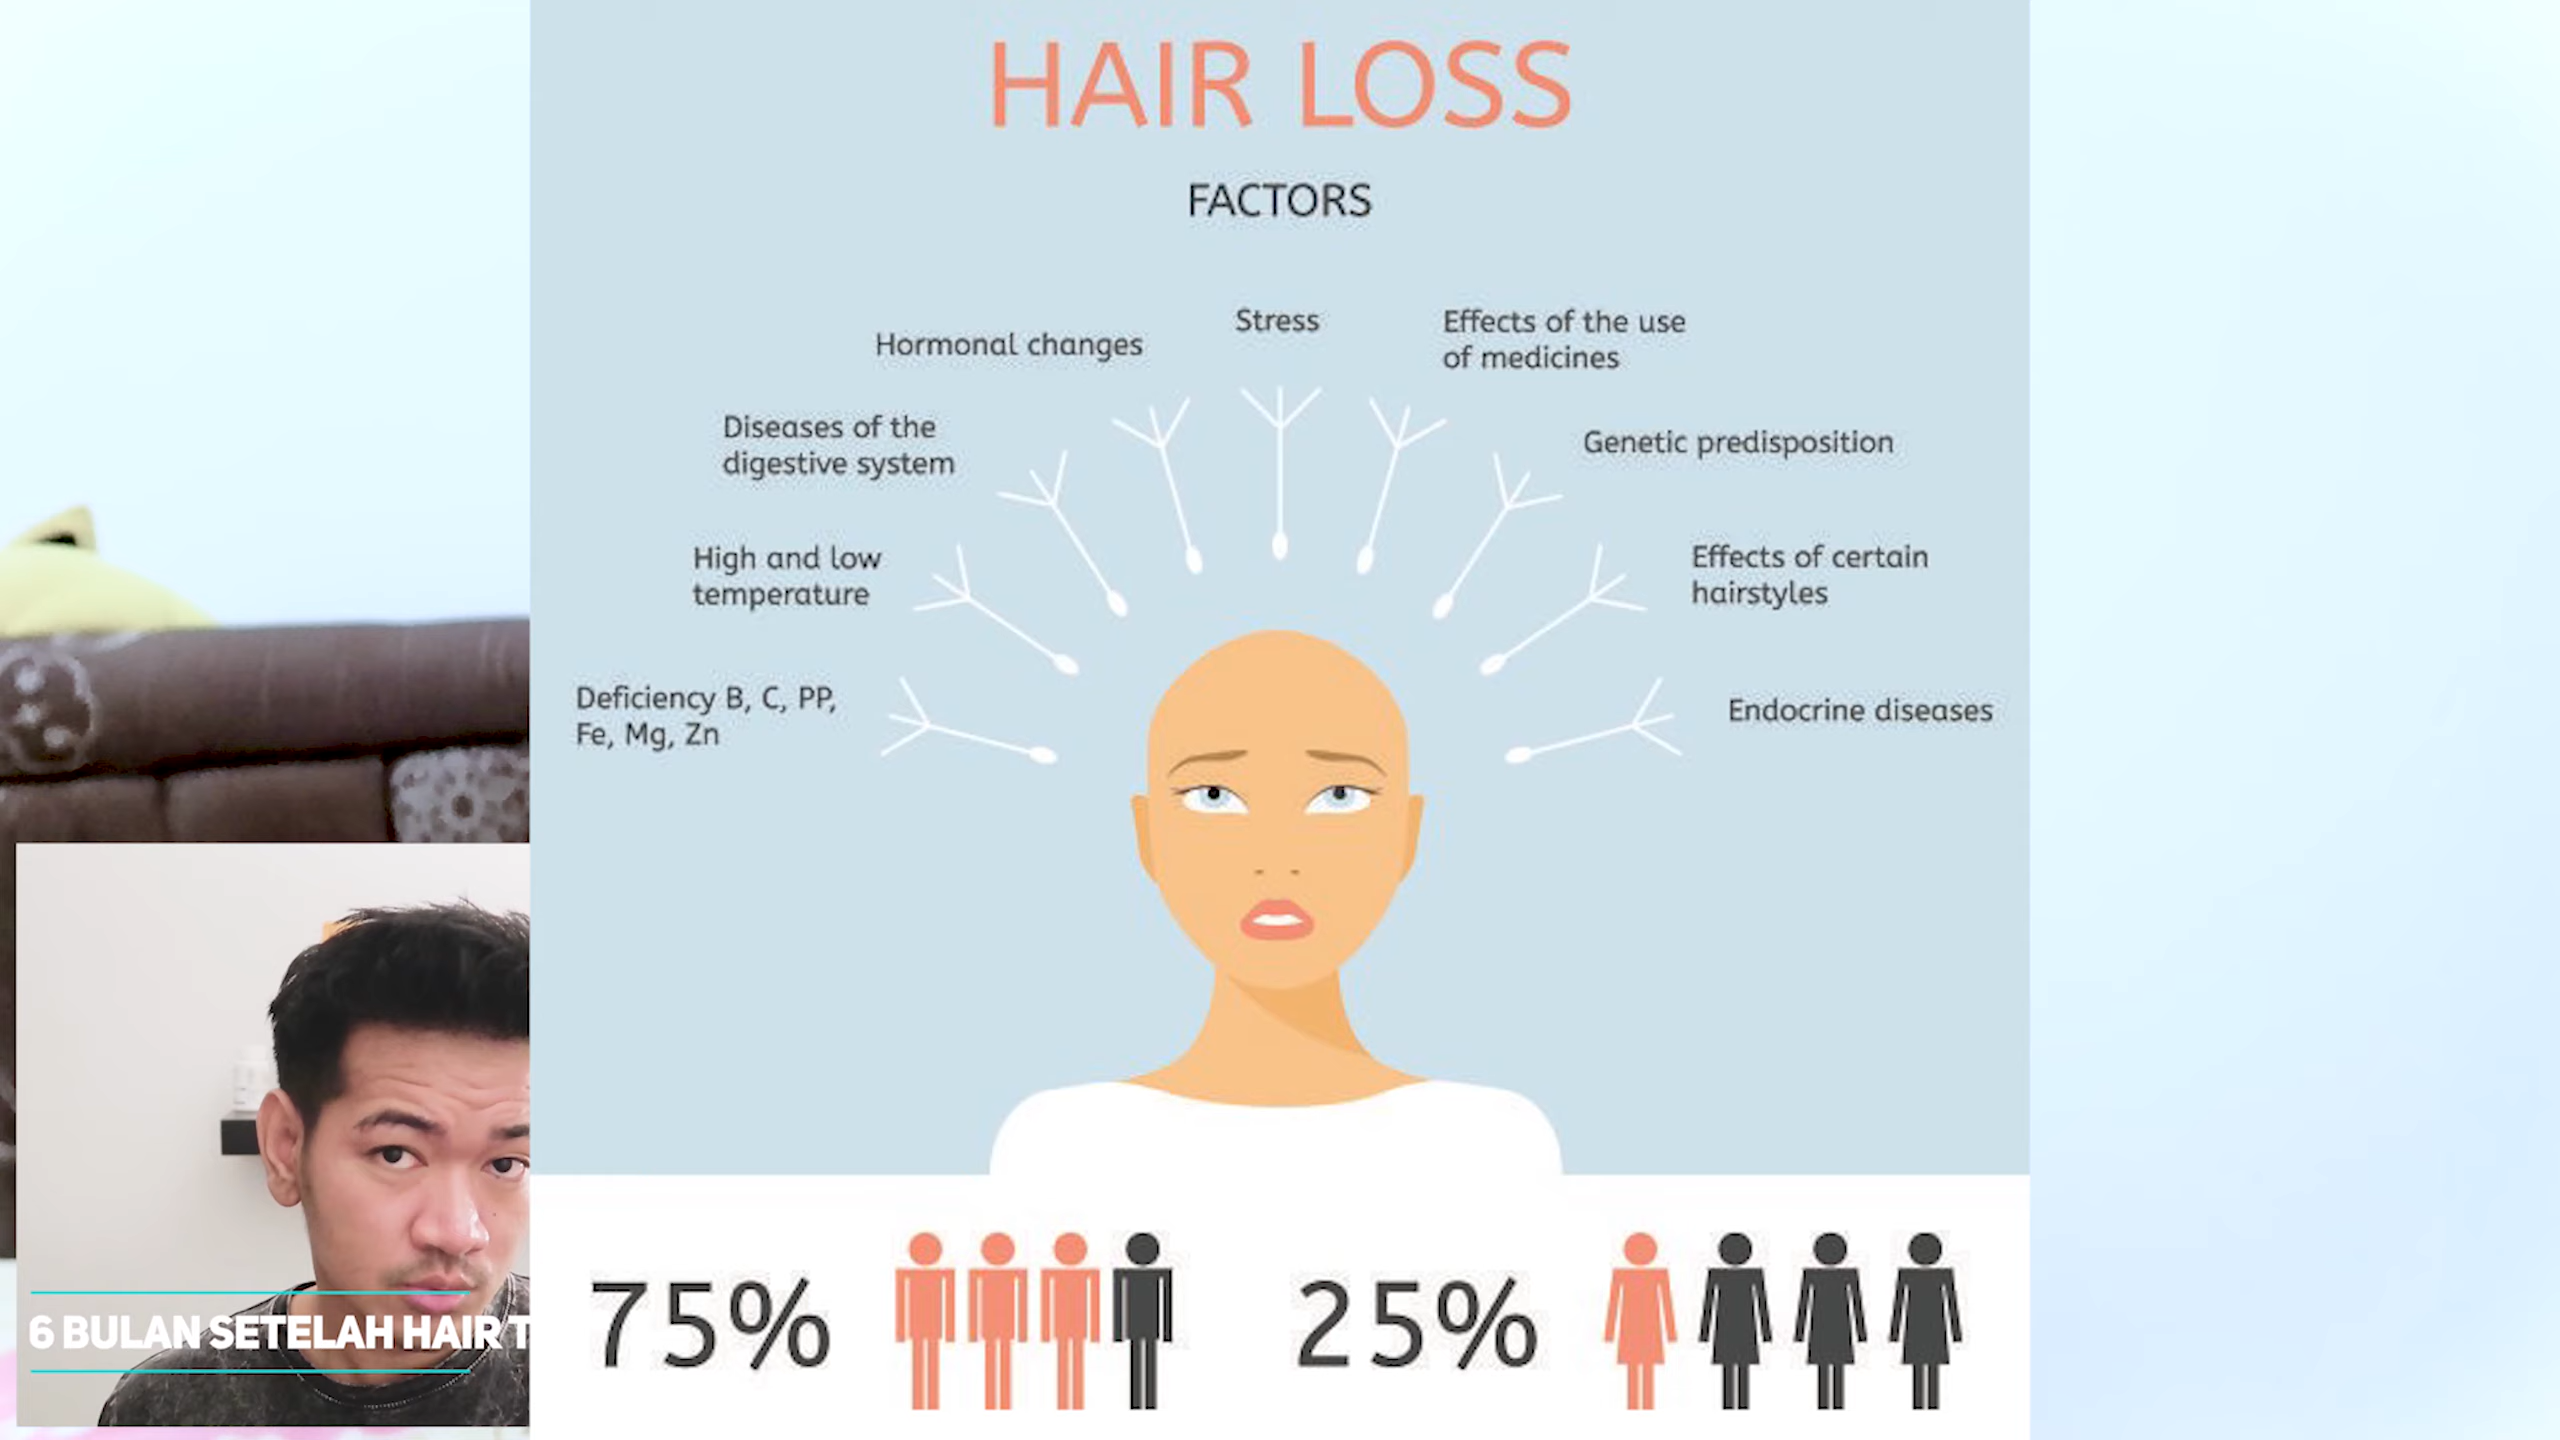 HAIR LOSS
FACTORS
Stress
Effects of the use
of medicines
Hormonal changes
Diseases of the
digestive system
Genetic predisposition
High and low
temperature
Effects of certain
hairstyles
Deficiency B, C, PP,
Fe, Mg, Zn
Endocrine diseases
75%
25%
6 BULAN SETELAH HAIR T